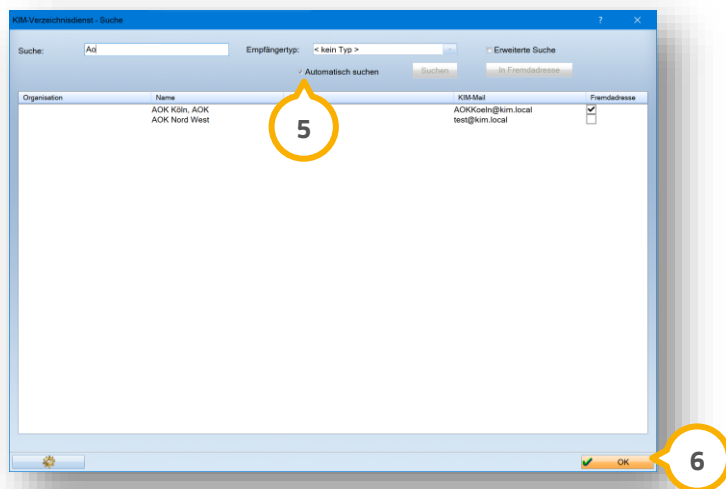 KIM-Verzeichnisdienst - Suche ? ×
Suche: Ao Empfängertyp: < kein Typ > Erweiterte Suche
Automatisch suchen Suchen In Fremdadresse
Organisation Name KIM-Mail Fremdadresse
AOK Köln, AOK AOKKoeln@kim.local
AOK Nord West test@kim.local
5
OK 6